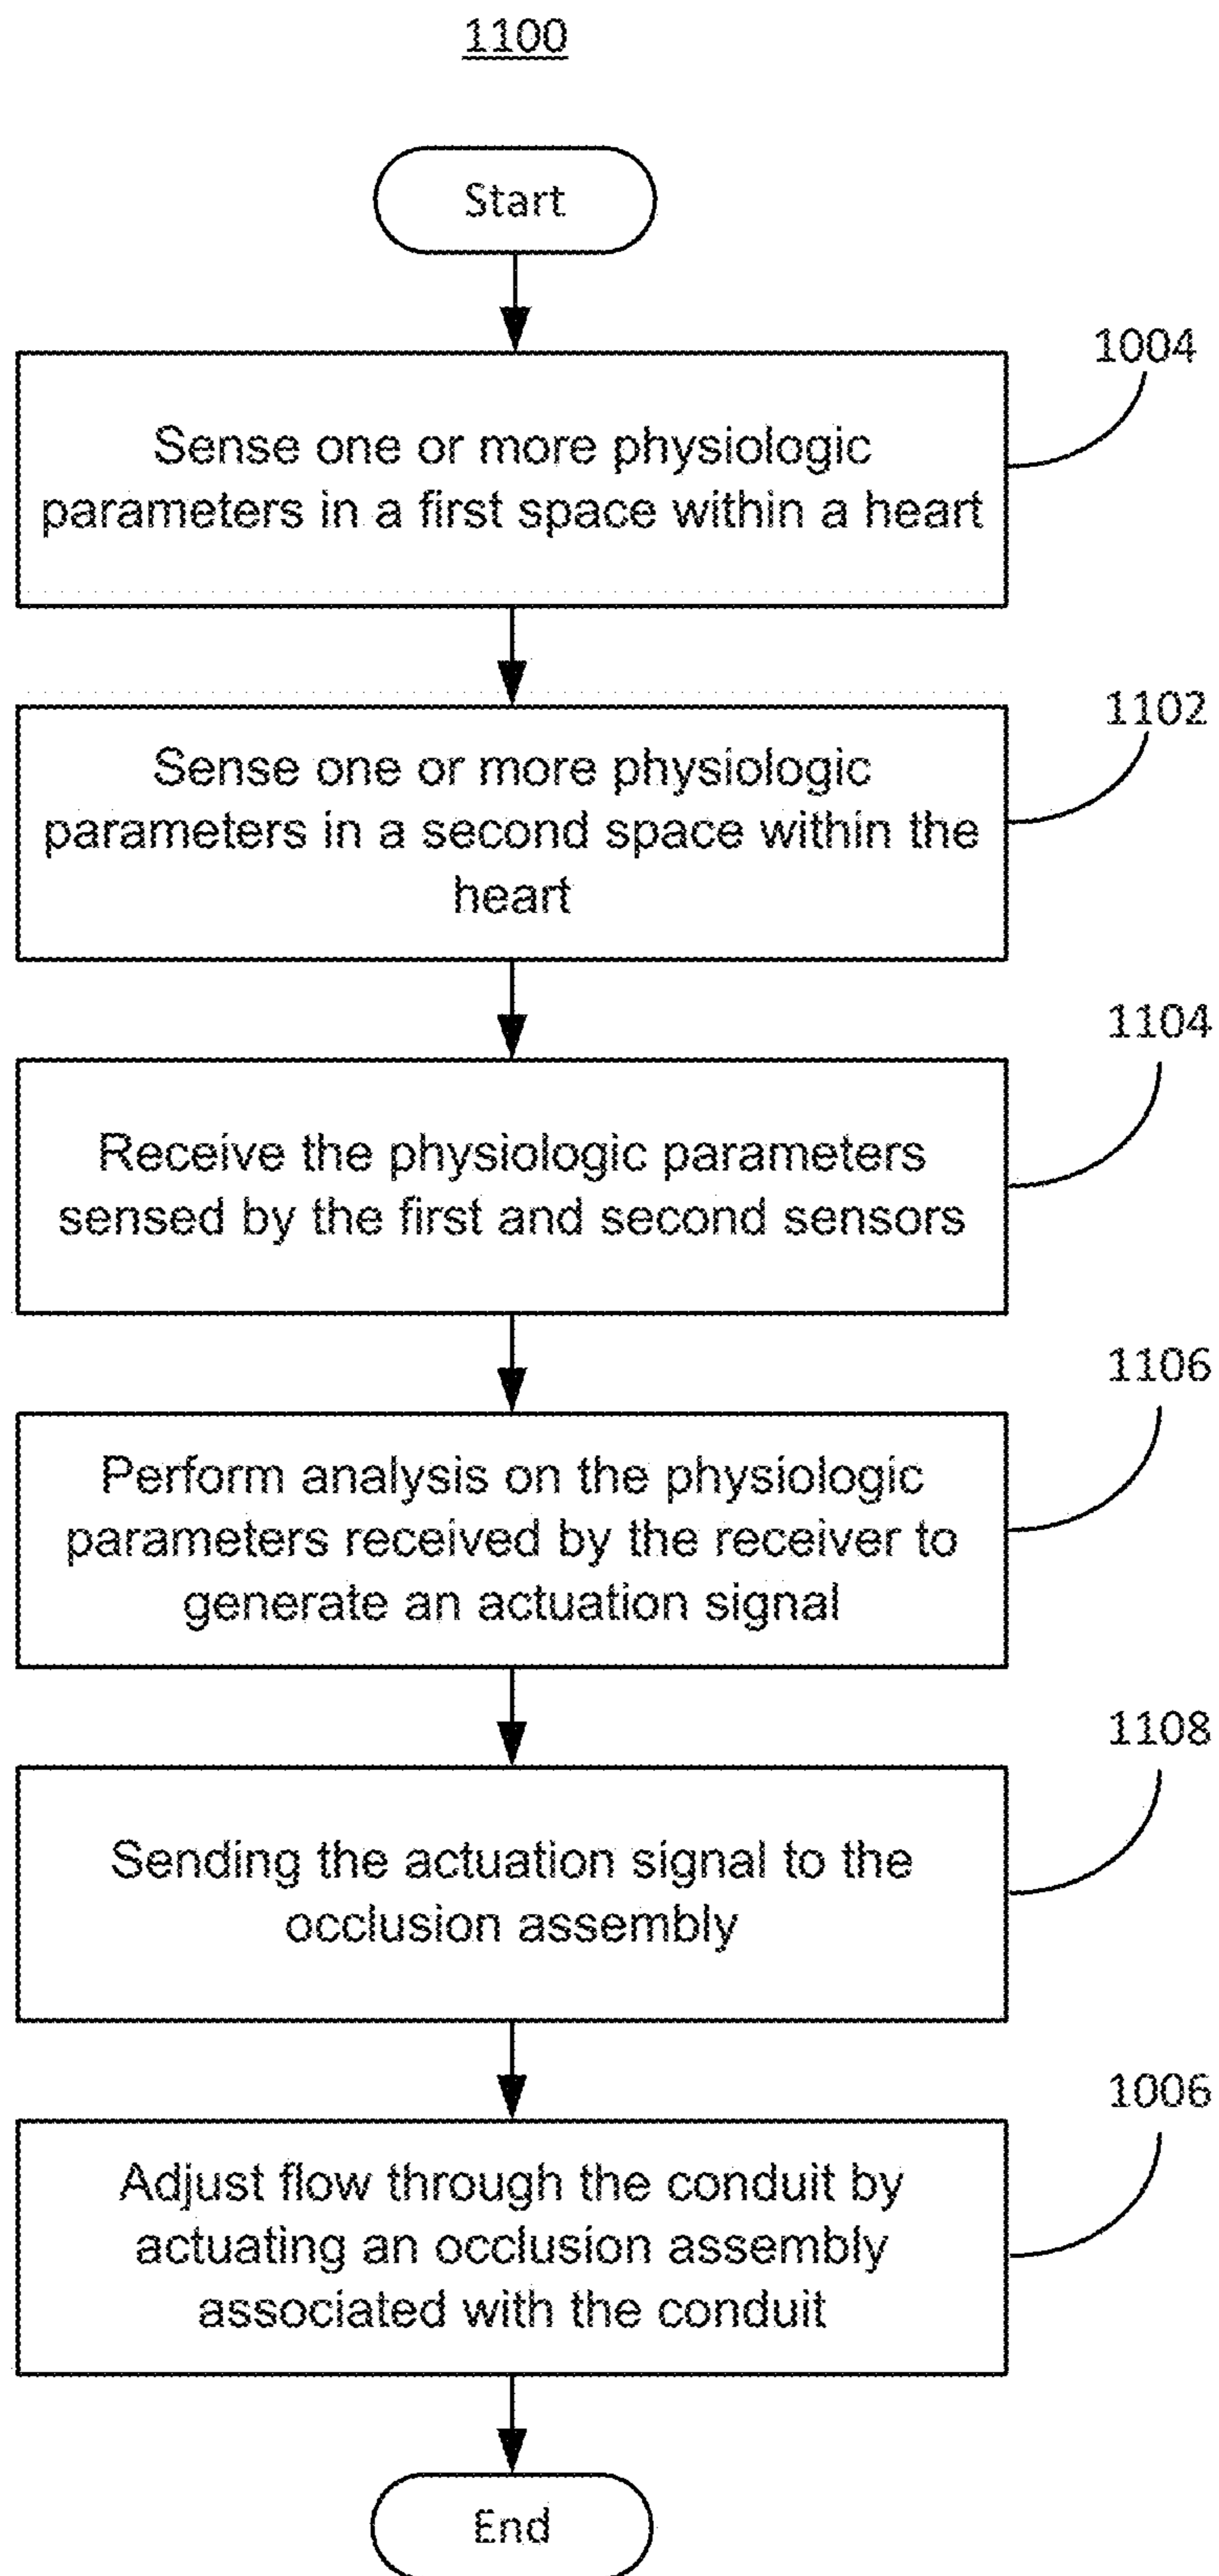 1100
Start
1004
Sense one or more physiologic
parameters in a first space within a heart
1102
Sense one or more physiologic
parameters in a second space within the
heart
1104
Receive the physiologic parameters
sensed by the first and second sensors
1106
Perform analysis on the physiologic
parameters received by the receiver to
generate an actuation signal
1108
Sending the actuation signal to the
occlusion assembly
1006
Adjust flow through the conduit by
actuating an occlusion assembly
associated with the conduit
End